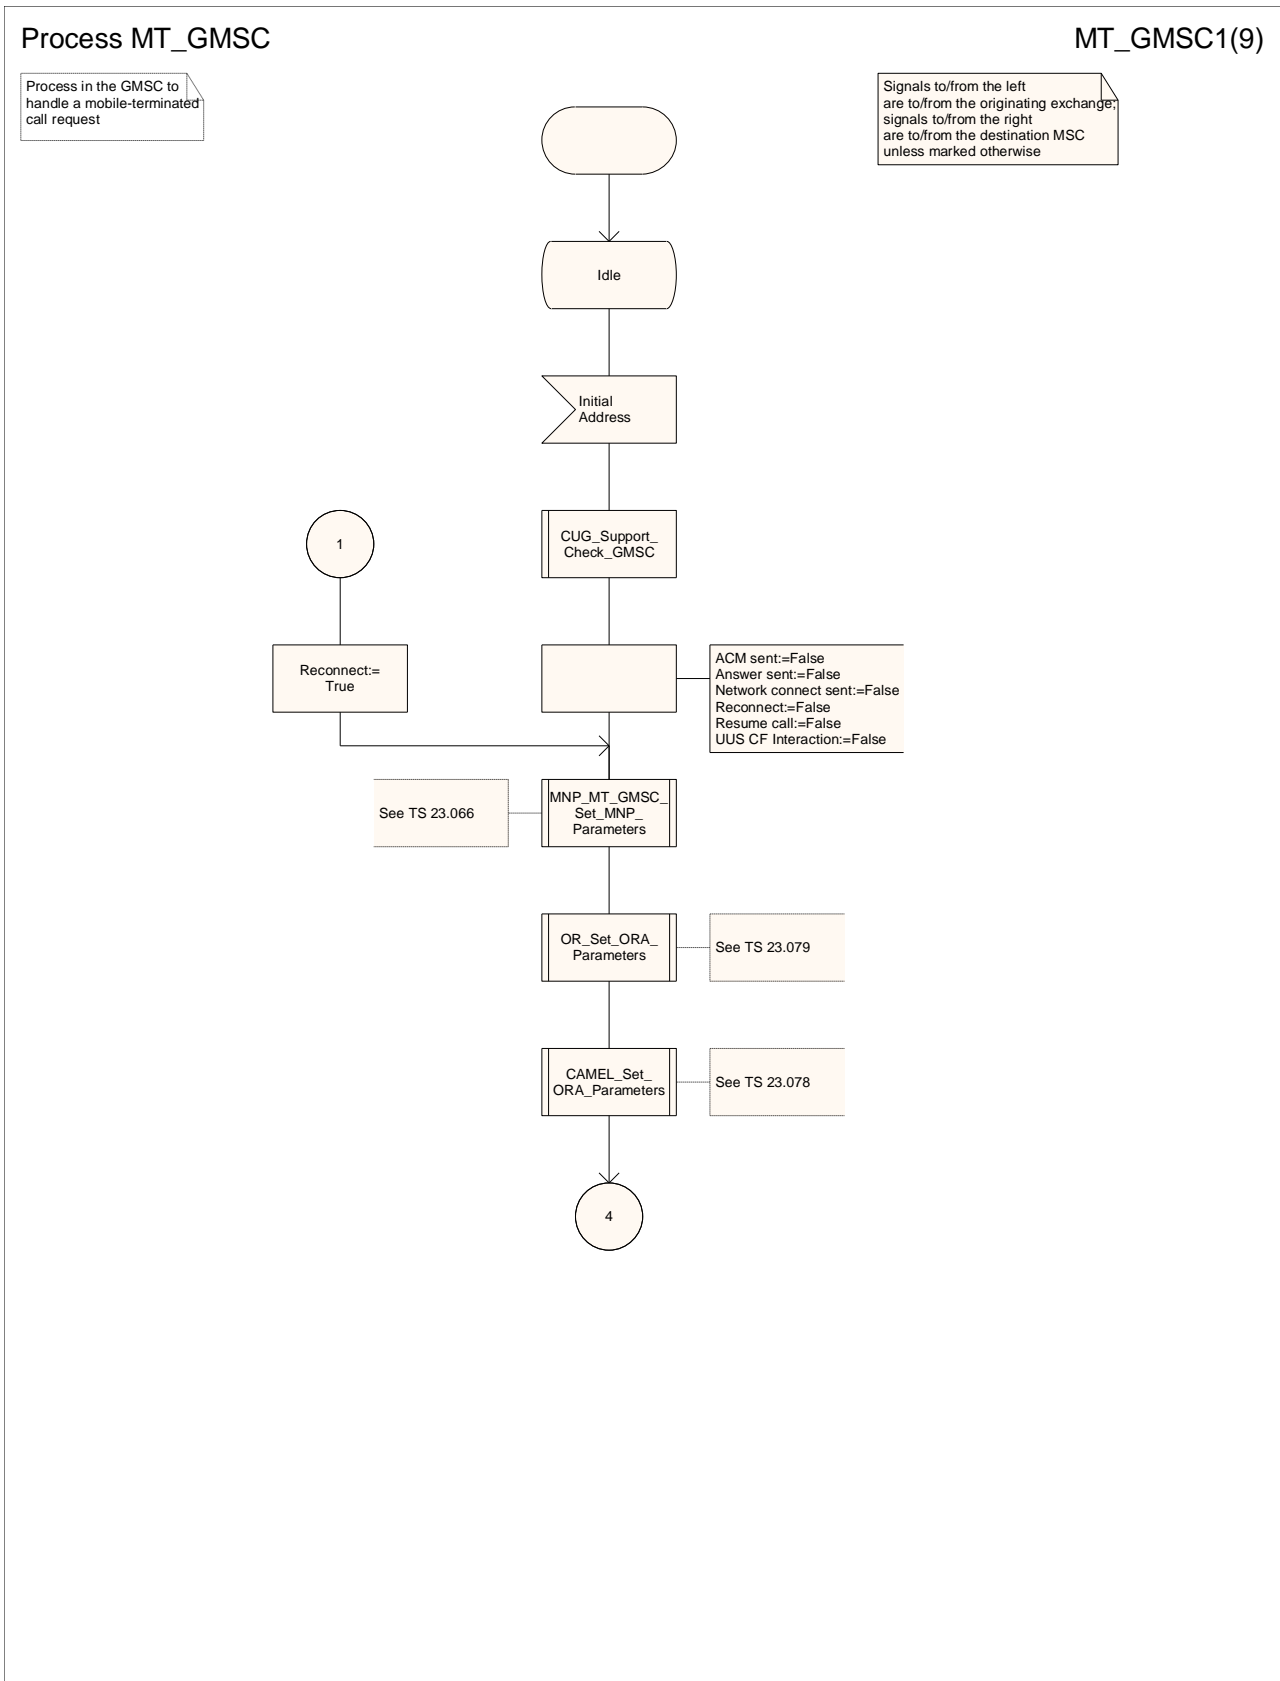 Process MT_GMSC
MT_GMSC1(9)
Process in the GMSC to
handle a mobile-terminated
call request
Signals to/from the left
are to/from the originating exchange;
signals to/from the right
are to/from the destination MSC
unless marked otherwise
Idle
Initial
Address
1
CUG_Support_
Check_GMSC
Reconnect:=
True
ACM sent:=False
Answer sent:=False
Network connect sent:=False
Reconnect:=False
Resume call:=False
UUS CF Interaction:=False
See TS 23.066
MNP_MT_GMSC_
Set_MNP_
Parameters
OR_Set_ORA_
Parameters
See TS 23.079
CAMEL_Set_
ORA_Parameters
See TS 23.078
4